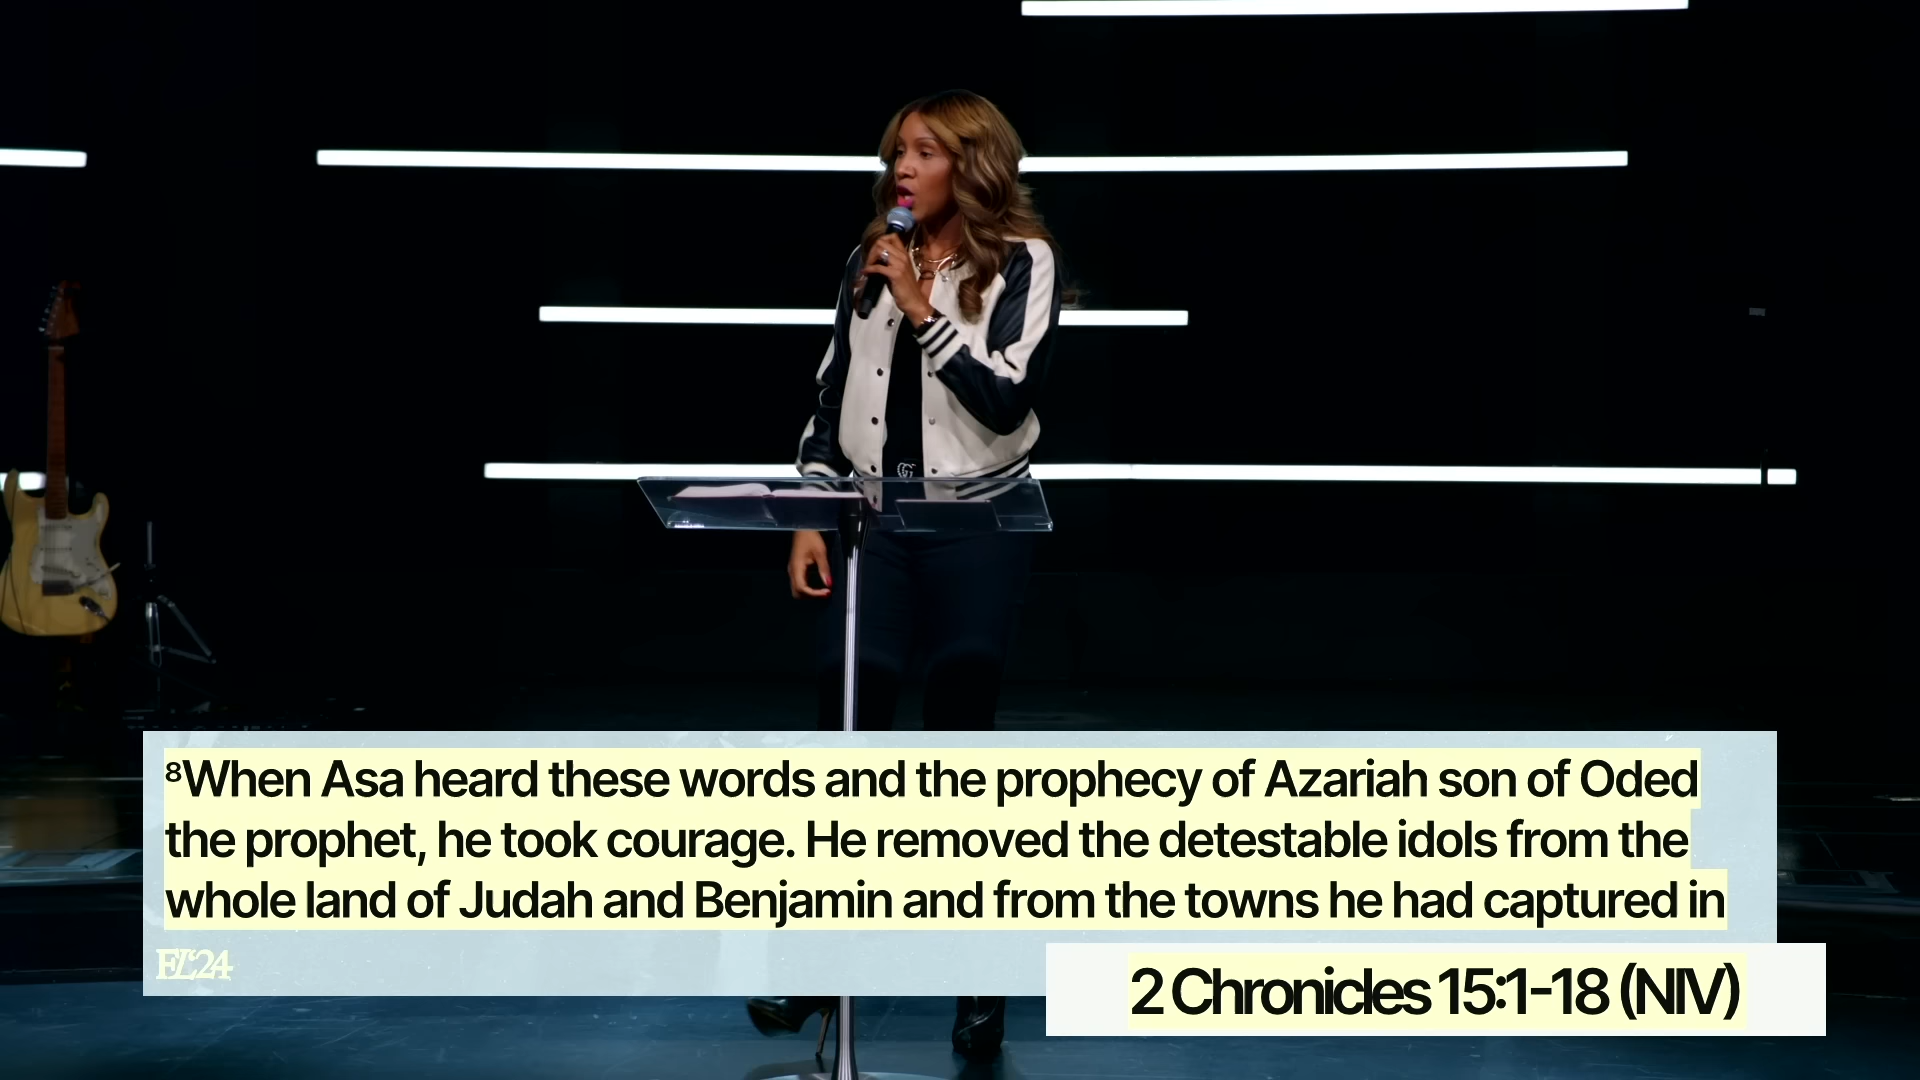 ⁸When Asa heard these words and the prophecy of Azariah son of Oded
the prophet, he took courage. He removed the detestable idols from the
whole land of Judah and Benjamin and from the towns he had captured in
EL'24
2 Chronicles 15:1-18 (NIV)